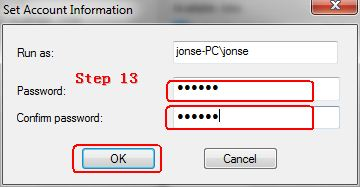 Set Account Information
Run as: jonse-PC\jonse
Step 13
Password: ●●●●●●
Confirm password: ●●●●●●
OK Cancel